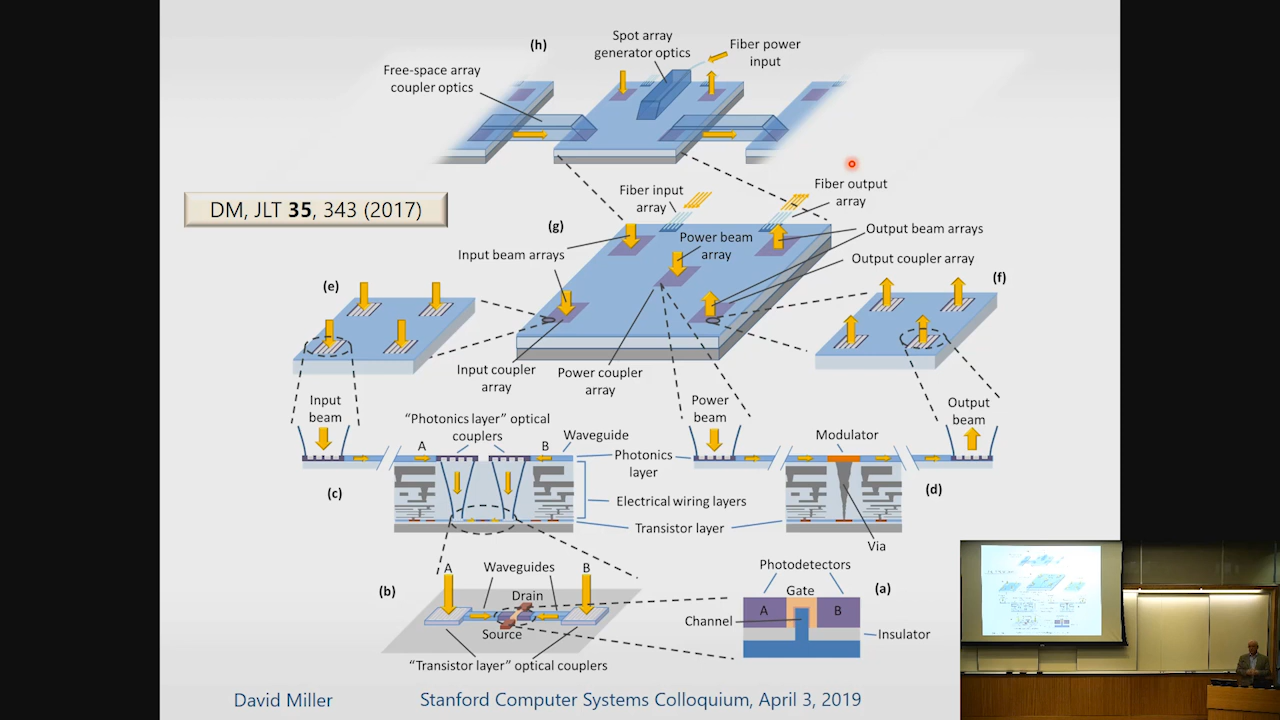 (h)
Spot array
generator optics
Fiber power
input
Free-space array
coupler optics
DM, JLT 35, 343 (2017)
Fiber input
array
Fiber output
array
(g)
Input beam arrays
Power beam
array
Output beam arrays
Output coupler array
(e)
(f)
Input coupler
array
Power coupler
array
Input
beam
"Photonics layer" optical
couplers
A
B
Waveguide
Photonics
layer
Power
beam
Modulator
Output
beam
(c)
Electrical wiring layers
(d)
Transistor layer
Via
(b)
A
Waveguides
B
Drain
Source
"Transistor layer" optical couplers
Photodetectors
(a)
Gate
A
B
Channel
Insulator
David Miller
Stanford Computer Systems Colloquium, April 3, 2019